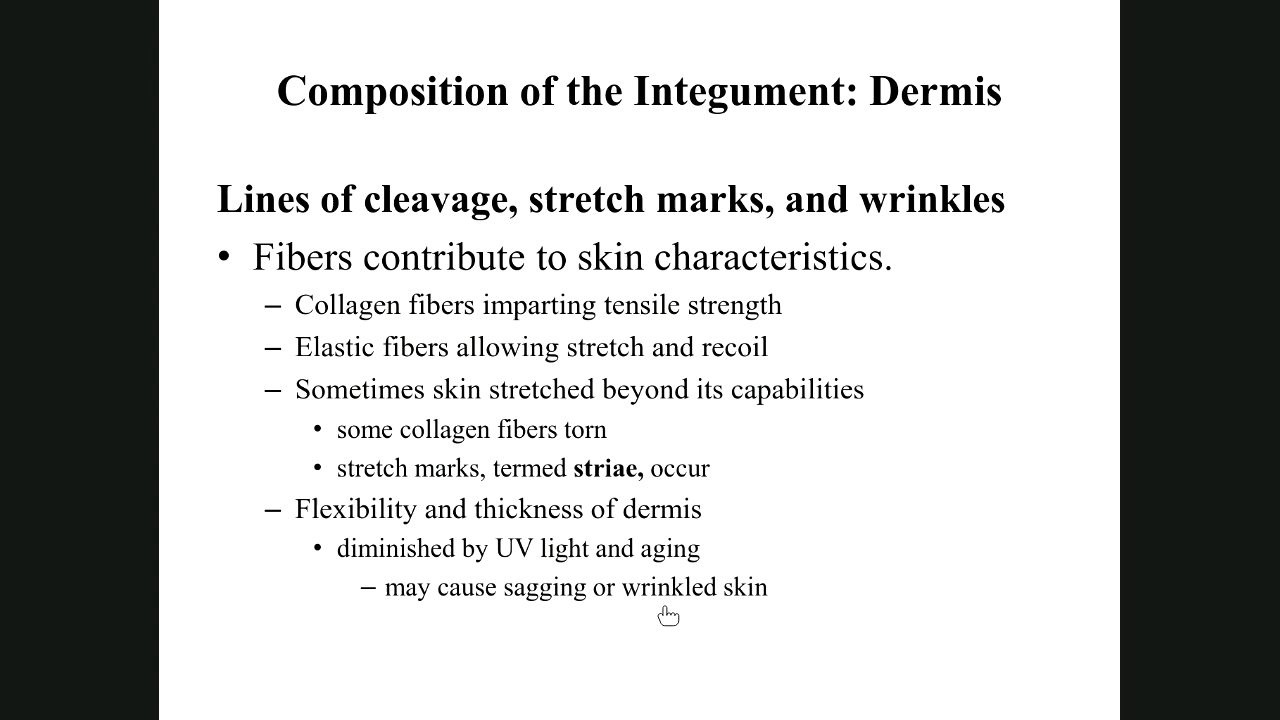 Composition of the Integument: Dermis
Lines of cleavage, stretch marks, and wrinkles
• Fibers contribute to skin characteristics.
– Collagen fibers imparting tensile strength
– Elastic fibers allowing stretch and recoil
– Sometimes skin stretched beyond its capabilities
• some collagen fibers torn
• stretch marks, termed striae, occur
– Flexibility and thickness of dermis
• diminished by UV light and aging
– may cause sagging or wrinkled skin